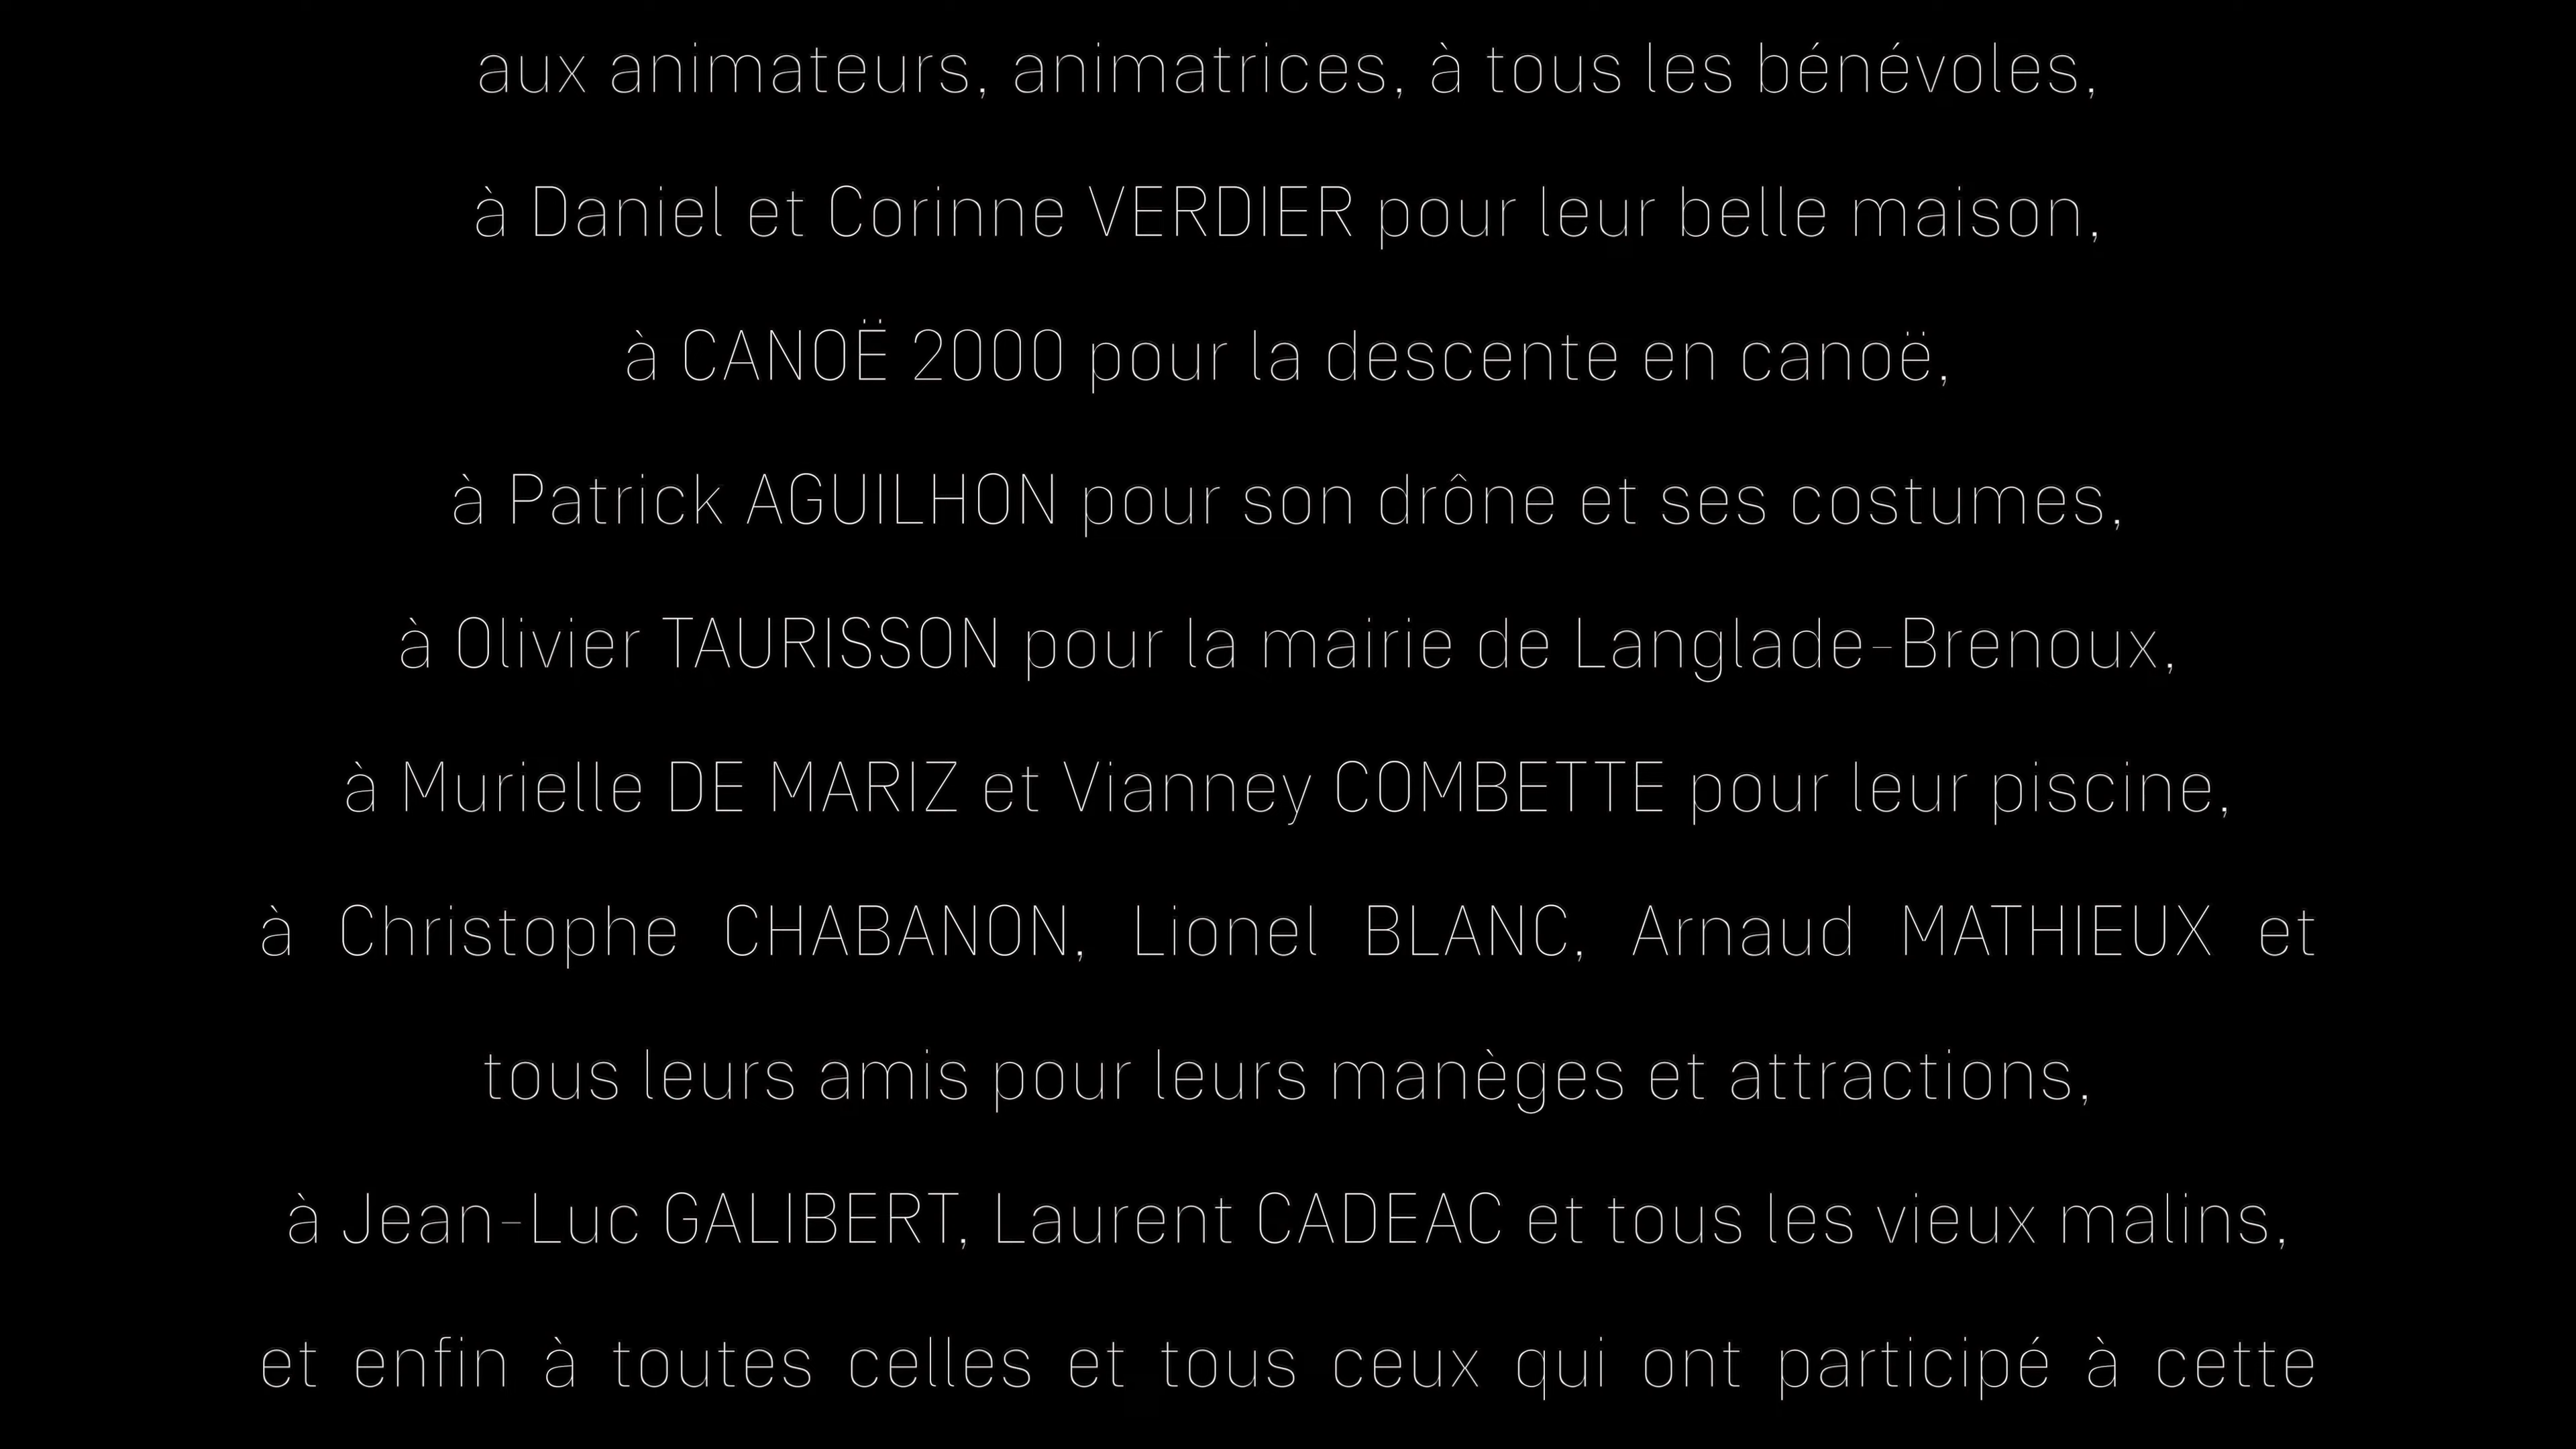 aux animateurs, animatrices, à tous les bénévoles,
à Daniel et Corinne VERDIER pour leur belle maison,
à CANOË 2000 pour la descente en canoë,
à Patrick AGUILHON pour son drône et ses costumes,
à Olivier TAURISSON pour la mairie de Langlade-Brenoux,
à Murielle DE MARIZ et Vianney COMBETTE pour leur piscine,
à Christophe CHABANON, Lionel BLANC, Arnaud MATHIEUX et
tous leurs amis pour leurs manèges et attractions,
à Jean-Luc GALIBERT, Laurent CADEAC et tous les vieux malins,
et enfin à toutes celles et tous ceux qui ont participé à cette